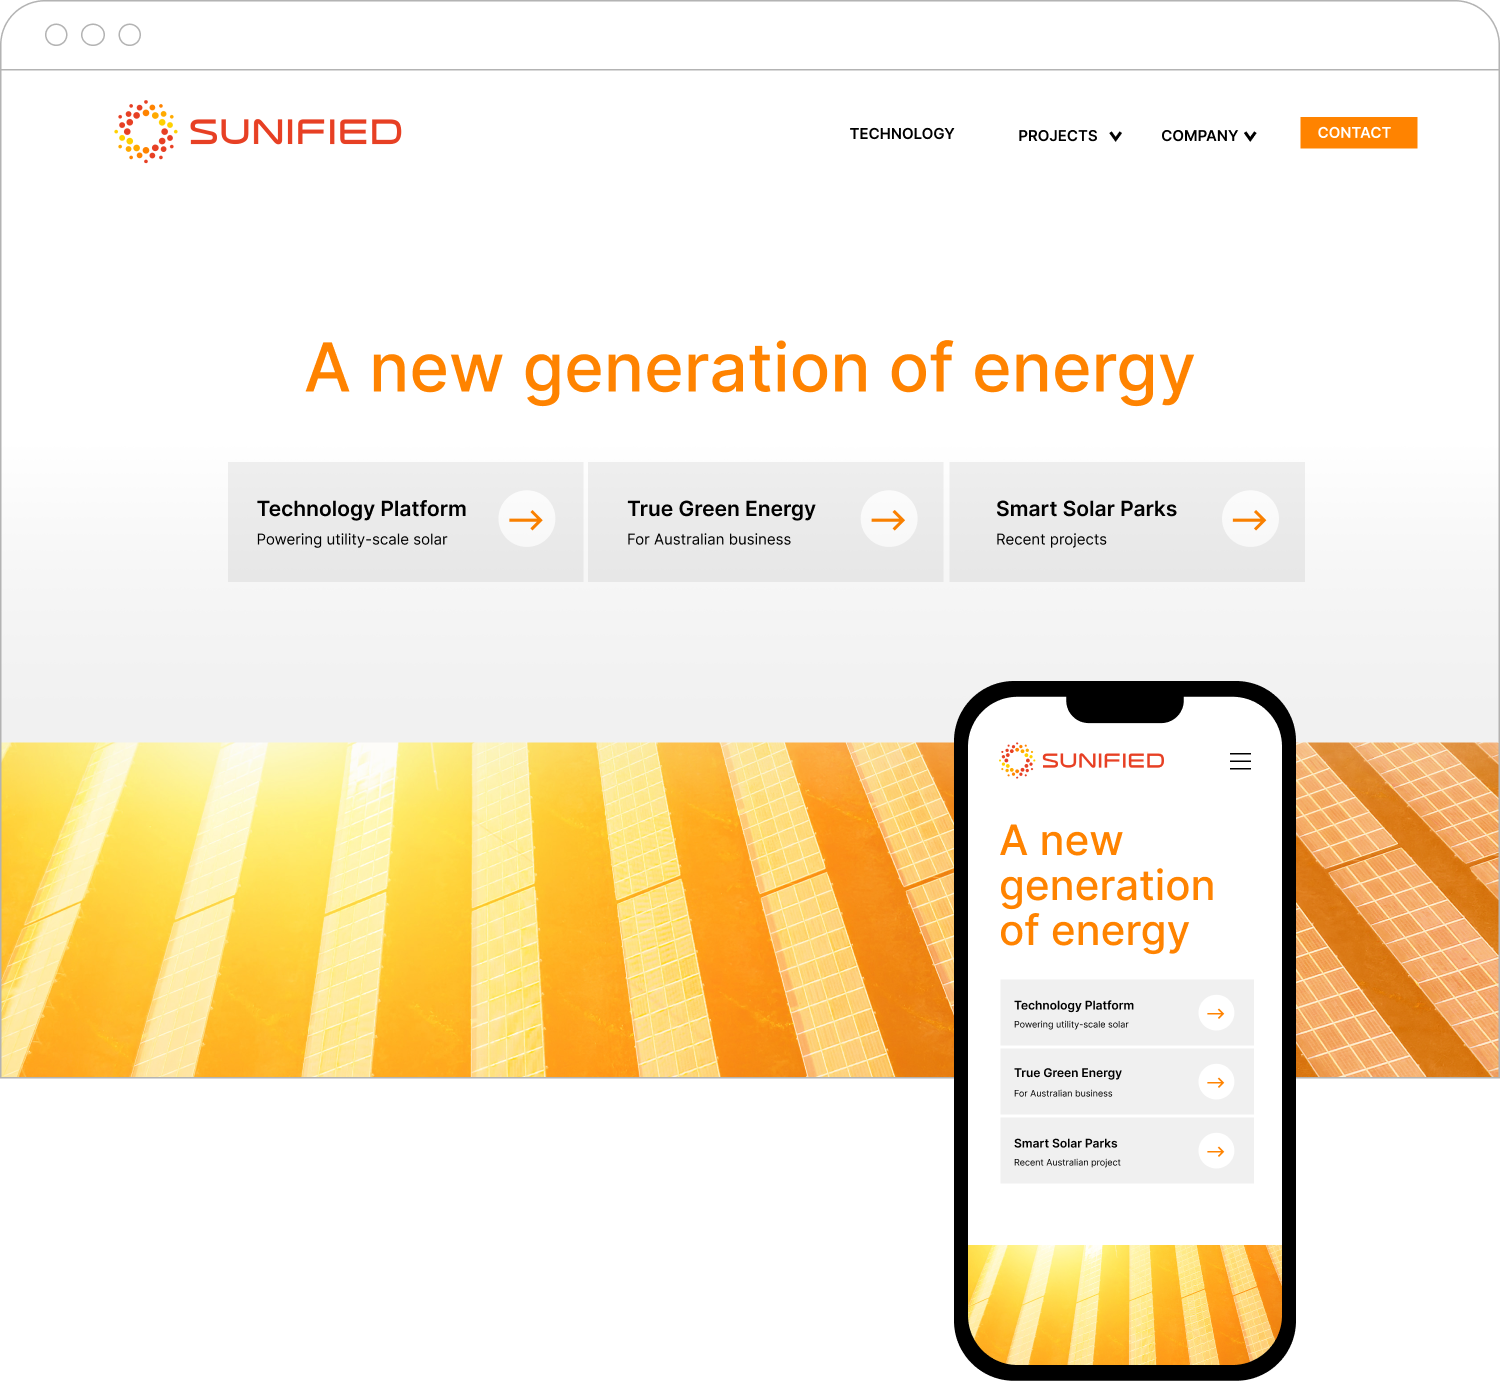 SUNIFIED
TECHNOLOGY
PROJECTS
COMPANY
CONTACT
A new generation of energy
Technology Platform
Powering utility-scale solar
True Green Energy
For Australian business
Smart Solar Parks
Recent projects
SUNIFIED
A new
generation
of energy
Technology Platform
Powering utility-scale solar
True Green Energy
For Australian business
Smart Solar Parks
Recent Australian project